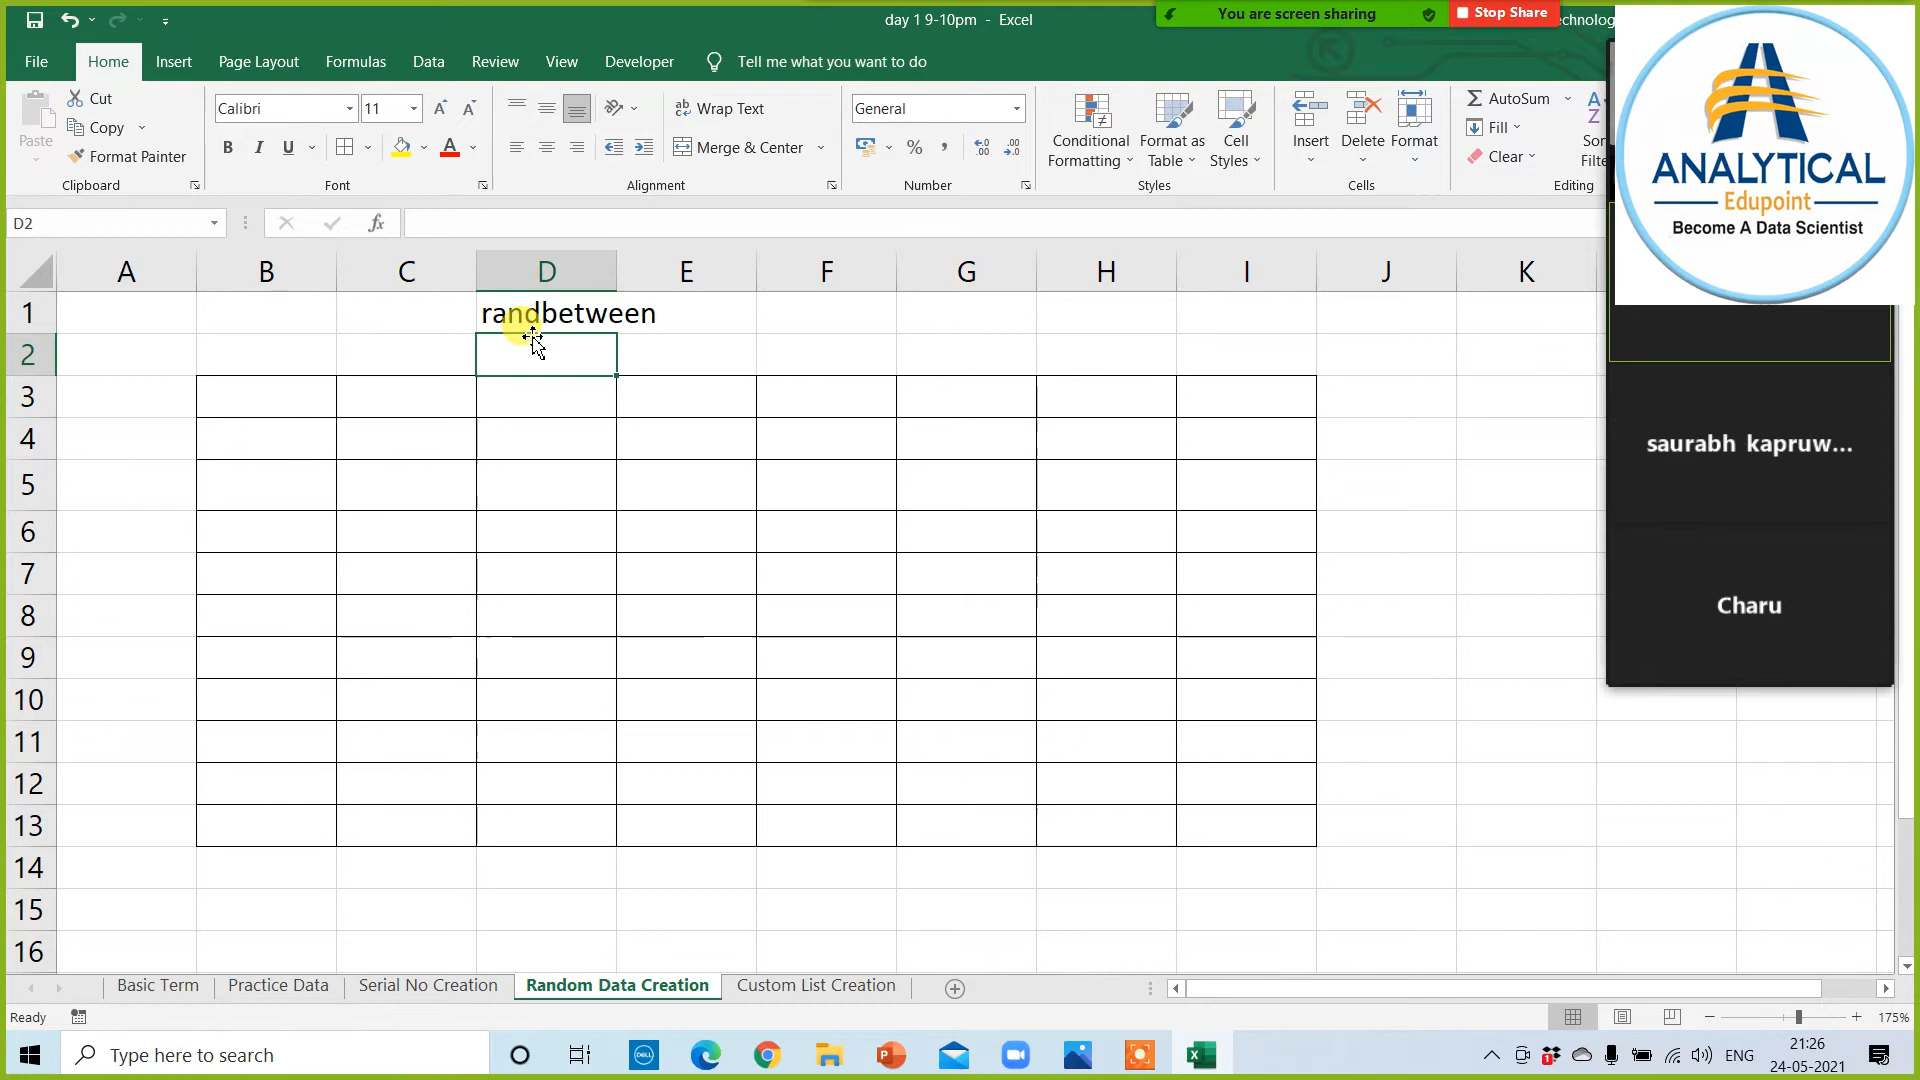 day 1 9-10pm - Excel
You are screen sharing
Stop Share
File Home Insert Page Layout Formulas Data Review View Developer Tell me what you want to do
Cut
Copy
Format Painter
Paste
Clipboard
Calibri 11
B I U A
Font
Wrap Text
Merge & Center
Alignment
General
% ,
Number
Conditional Formatting
Format as Table
Cell Styles
Styles
Insert Delete Format
Cells
AutoSum
Fill
Clear
Editing
ANALYTICAL
Edupoint
Become A Data Scientist
D2 fx
A B C D E F G H I J K
1 randbetween
2
3
4
5
6
7
8
9
10
11
12
13
14
15
16
saurabh kapruw...
Charu
Basic Term Practice Data Serial No Creation Random Data Creation Custom List Creation
Ready 175%
Type here to search
DELL
ENG
21:26
24-05-2021